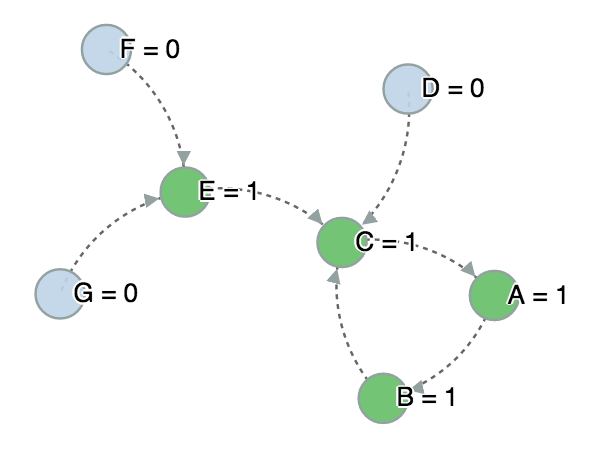 F = 0
D = 0
E = 1
C = 1
G = 0
A = 1
B = 1